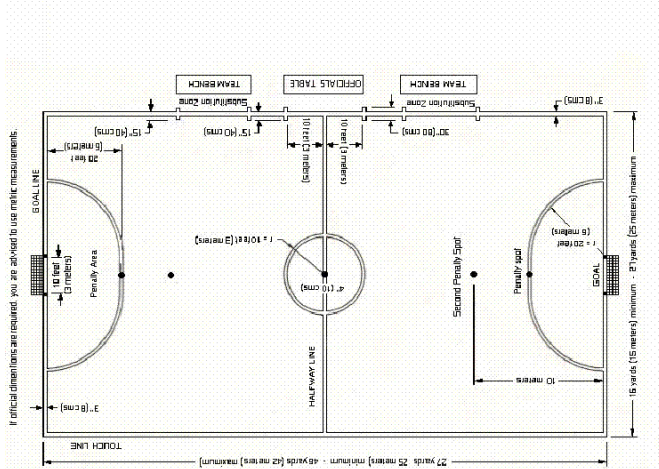 TEAM BENCH
OFFICIALS TABLE
TEAM BENCH
Substitution Zone
Substitution Zone
3" (8 cms)
15" (40 cms)
15" (40 cms)
30" (80 cms)
10 feet (3 meters)
10 feet (3 meters)
20 feet
(6 meters)
GOAL LINE
If official dimentions are required you are advised to use metric measurements.
10 feet
(3 meters)
Penalty Area
r = 10 feet (3 meters)
4" (10 cms)
HALFWAY LINE
Second Penalty Spot
Penalty spot
r = 20 feet
(6 meters)
GOAL
16 yards (15 meters) minimum - 27 yards (25 meters) maximum
10 meters
3" (8 cms)
TOUCH LINE
27 yards 25 meters minimum - 46 yards (42 meters) (maximum)